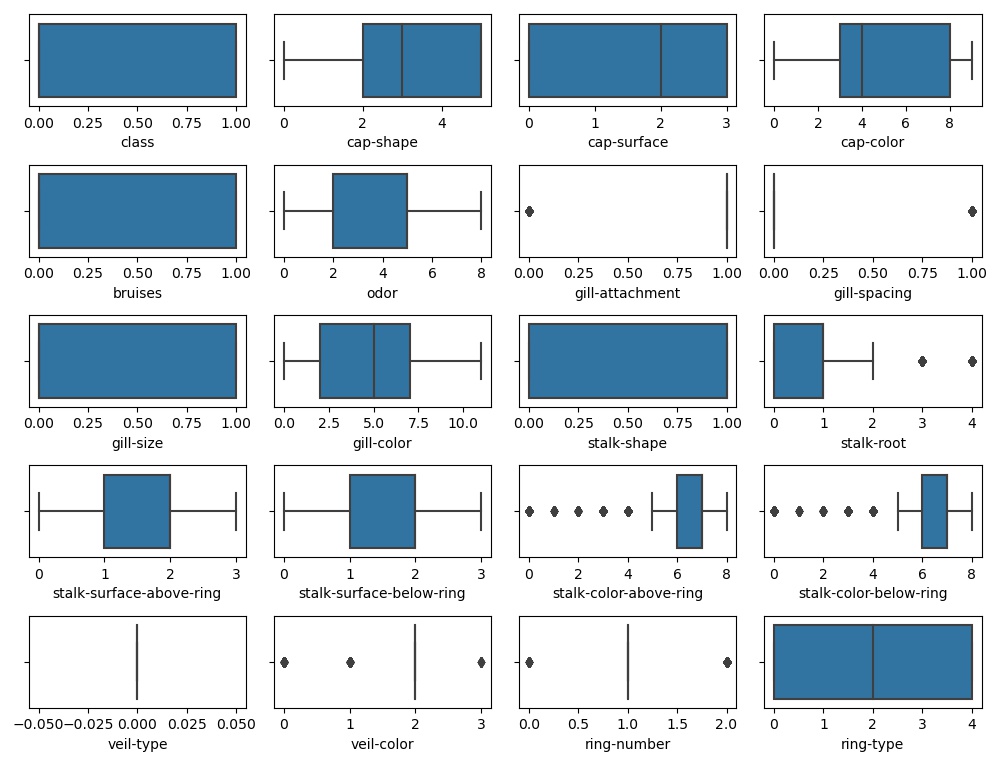 0.00 0.25 0.50 0.75 1.00 0 2 4 0 1 2 3 0 2 4 6 8
class cap-shape cap-surface cap-color
0.00 0.25 0.50 0.75 1.00 0 2 4 6 8 0.00 0.25 0.50 0.75 1.00 0.00 0.25 0.50 0.75 1.00
bruises odor gill-attachment gill-spacing
0.00 0.25 0.50 0.75 1.00 0.0 2.5 5.0 7.5 10.0 0.00 0.25 0.50 0.75 1.00 0 1 2 3 4
gill-size gill-color stalk-shape stalk-root
0 1 2 3 0 1 2 3 0 2 4 6 8 0 2 4 6 8
stalk-surface-above-ring stalk-surface-below-ring stalk-color-above-ring stalk-color-below-ring
−0.050 −0.025 0.000 0.025 0.050 0 1 2 3 0.0 0.5 1.0 1.5 2.0 0 1 2 3 4
veil-type veil-color ring-number ring-type